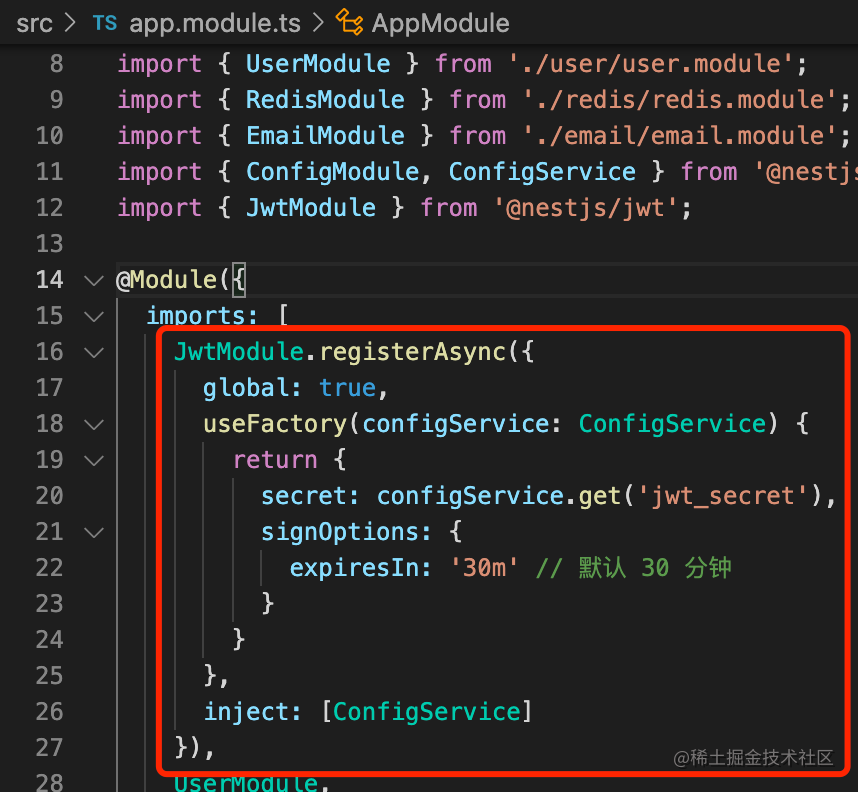 src > TS app.module.ts > AppModule
8 import { UserModule } from './user/user.module';
9 import { RedisModule } from './redis/redis.module';
10 import { EmailModule } from './email/email.module';
11 import { ConfigModule, ConfigService } from '@nestjs
12 import { JwtModule } from '@nestjs/jwt';
13
14 @Module({
15 imports: [
16 JwtModule.registerAsync({
17 global: true,
18 useFactory(configService: ConfigService) {
19 return {
20 secret: configService.get('jwt_secret'),
21 signOptions: {
22 expiresIn: '30m' // 默认 30 分钟
23 }
24 }
25 },
26 inject: [ConfigService]
27 }),
28 UserModule,
@稀土掘金技术社区